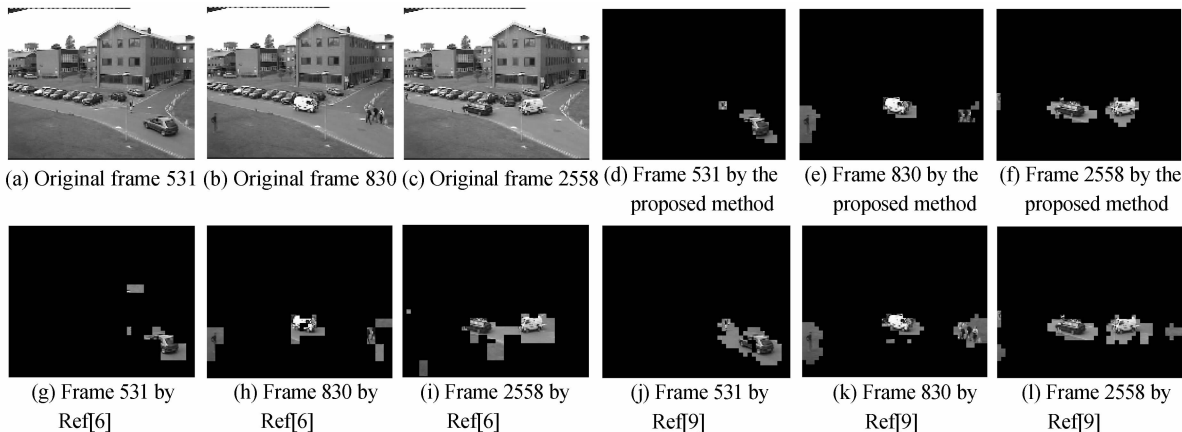 (a) Original frame 531
(b) Original frame 830
(c) Original frame 2558
(d) Frame 531 by the
proposed method
(e) Frame 830 by the
proposed method
(f) Frame 2558 by the
proposed method
(g) Frame 531 by
Ref[6]
(h) Frame 830 by
Ref[6]
(i) Frame 2558 by
Ref[6]
(j) Frame 531 by
Ref[9]
(k) Frame 830 by
Ref[9]
(l) Frame 2558 by
Ref[9]